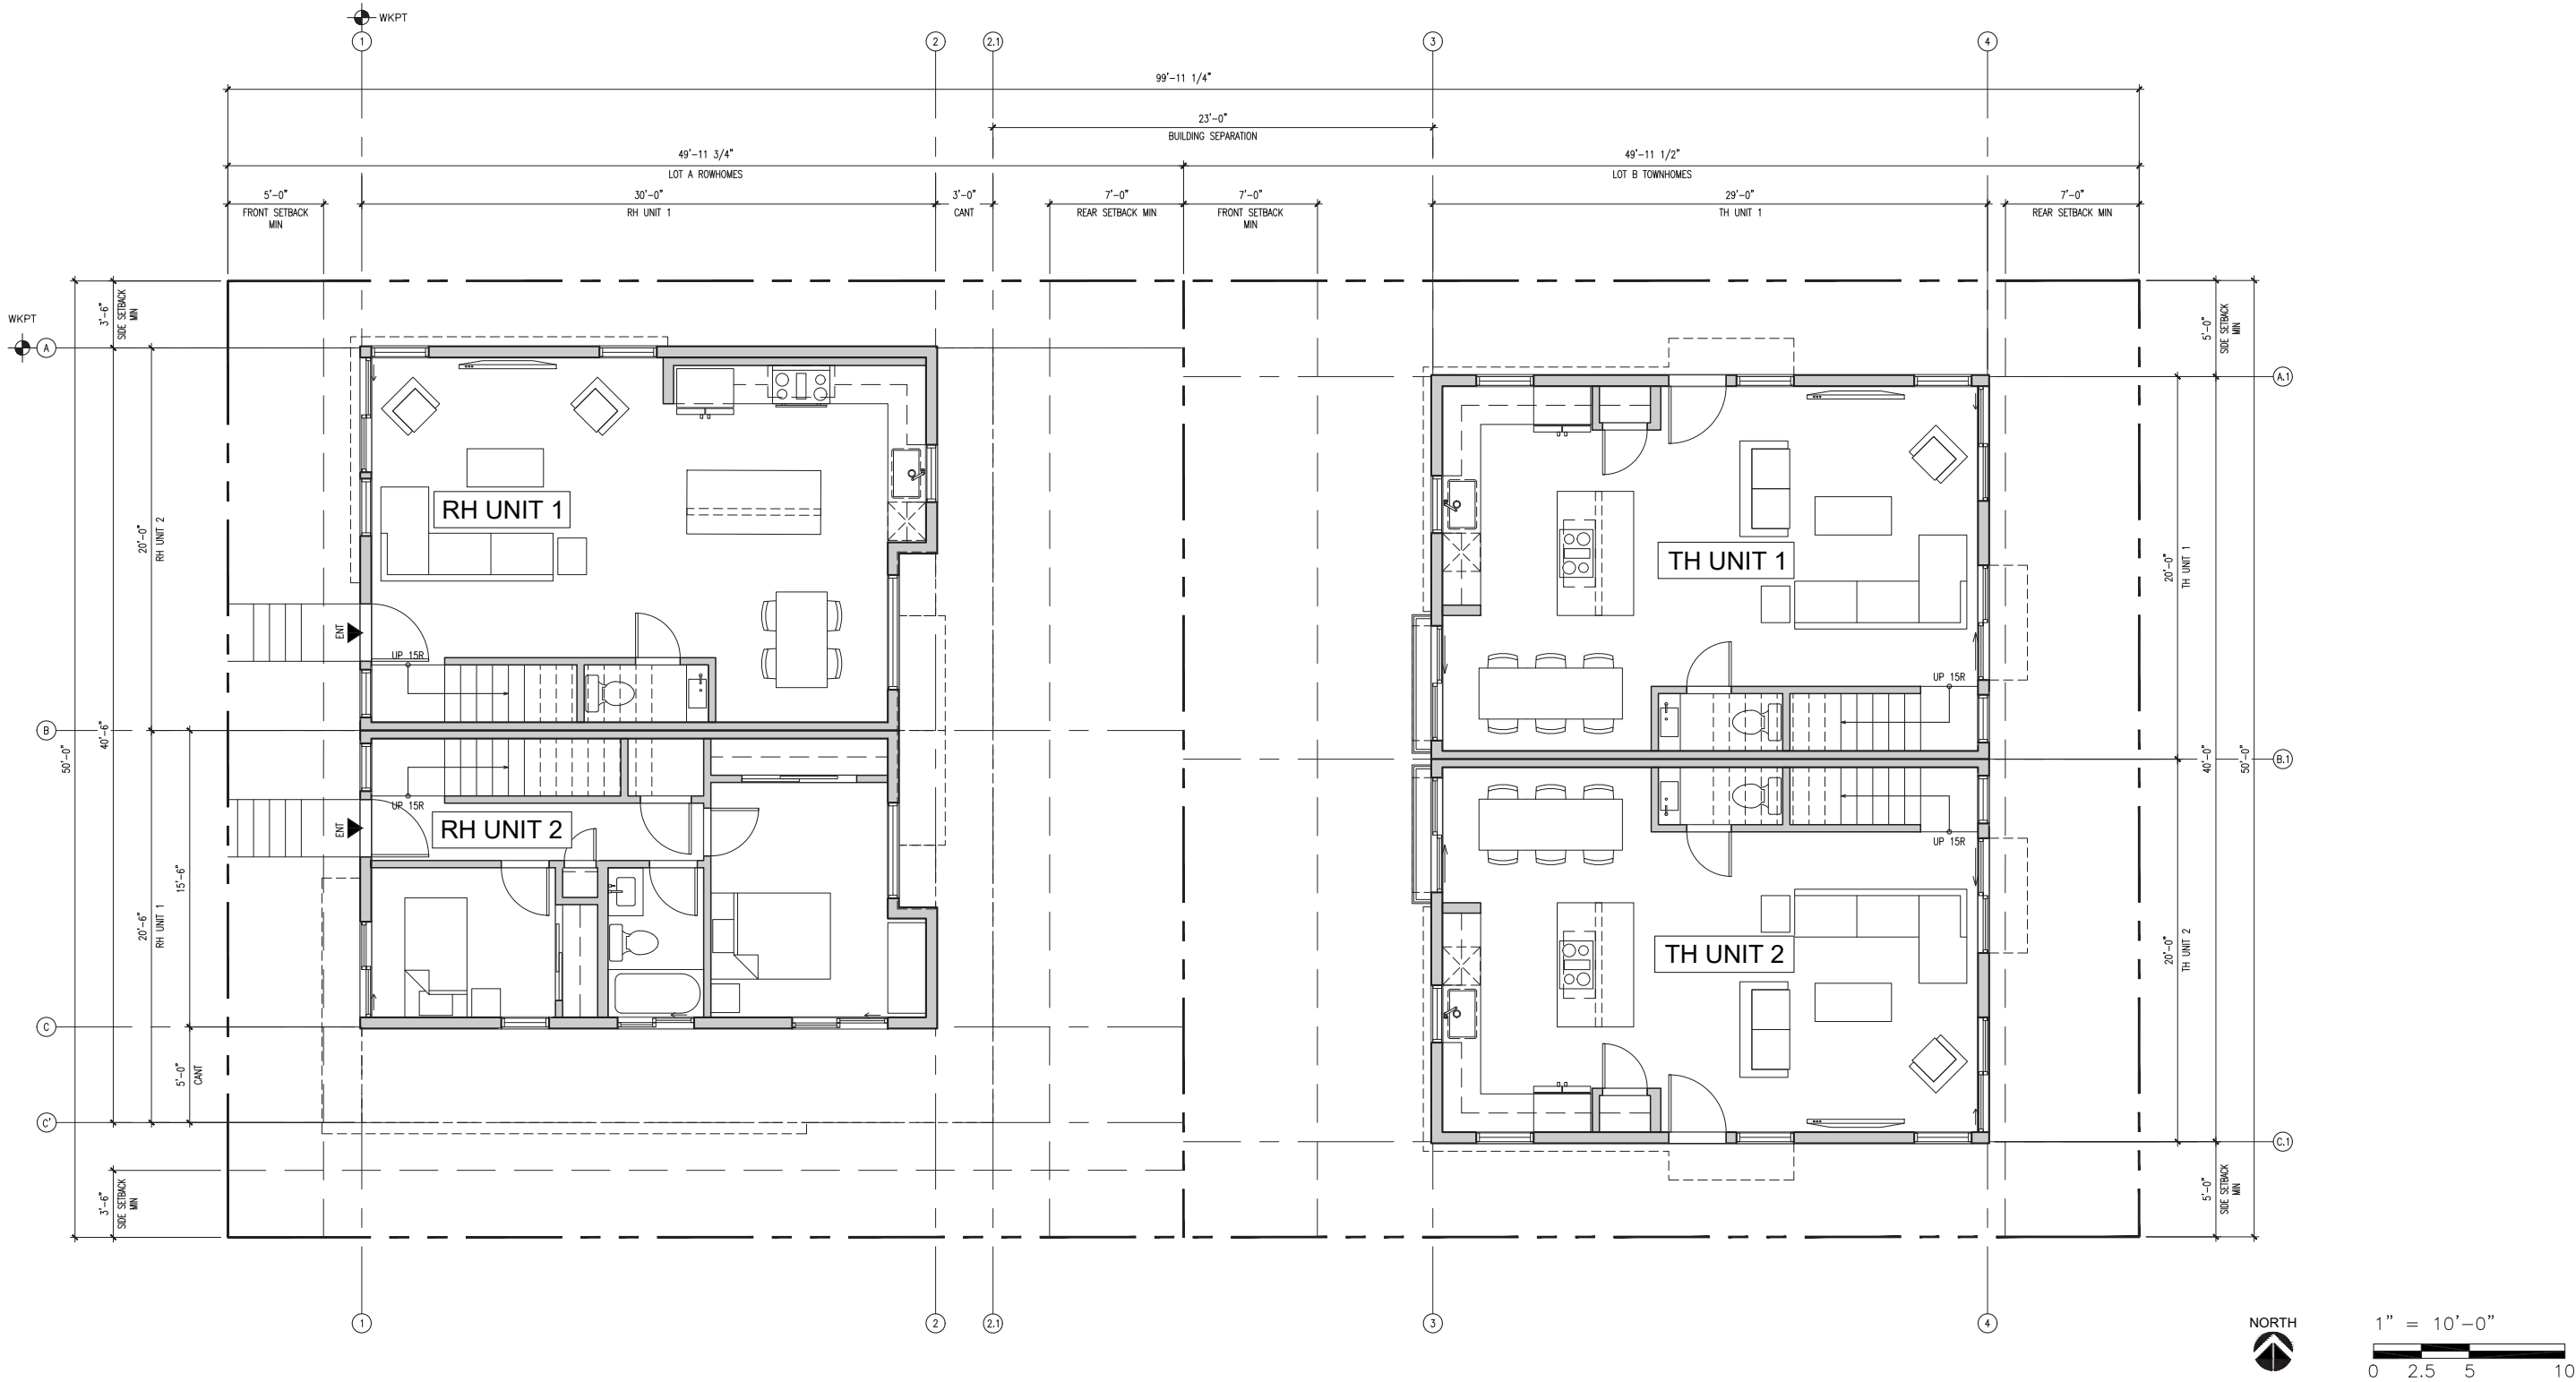 WKPT
1
2
2.1
3
4
99'-11 1/4"
23'-0"
BUILDING SEPARATION
49'-11 3/4"
LOT A ROWHOMES
49'-11 1/2"
LOT B TOWNHOMES
5'-0"
FRONT SETBACK
MIN
30'-0"
RH UNIT 1
3'-0"
CANT
7'-0"
REAR SETBACK MIN
7'-0"
FRONT SETBACK
MIN
29'-0"
TH UNIT 1
7'-0"
REAR SETBACK MIN
WKPT
A
B
C
C'
50'-0"
3'-6"
SIDE SETBACK
MIN
40'-6"
3'-6"
SIDE SETBACK
MIN
20'-0"
RH UNIT 2
20'-6"
RH UNIT 1
15'-6"
5'-0"
CANT
RH UNIT 1
ENT
UP 15R
UP 15R
ENT
RH UNIT 2
TH UNIT 1
UP 15R
UP 15R
TH UNIT 2
20'-0"
TH UNIT 1
20'-0"
TH UNIT 2
5'-0"
SIDE SETBACK
MIN
40'-0"
5'-0"
SIDE SETBACK
MIN
50'-0"
A.1
B.1
C.1
1
2
2.1
3
4
NORTH
1" = 10'-0"
0 2.5 5 10